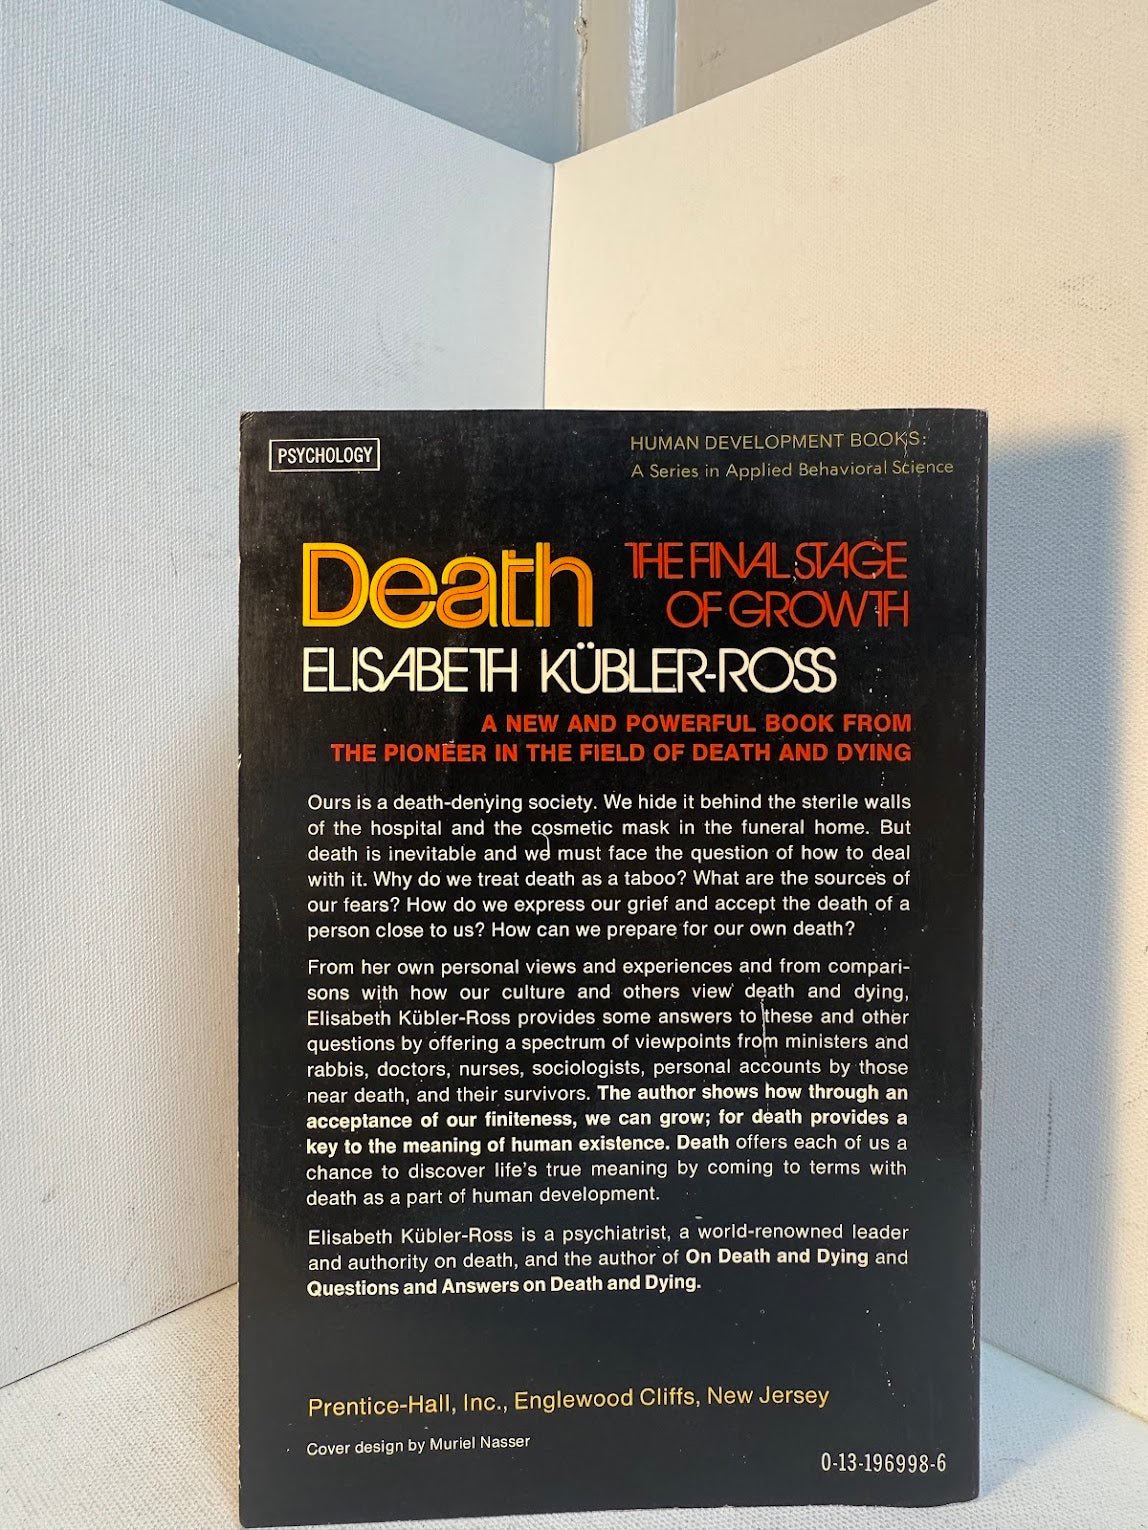 PSYCHOLOGY
HUMAN DEVELOPMENT BOOKS:
A Series in Applied Behavioral Science
Death THE FINAL STAGE
OF GROWTH
ELISABETH KÜBLER-ROSS
A NEW AND POWERFUL BOOK FROM
THE PIONEER IN THE FIELD OF DEATH AND DYING
Ours is a death-denying society. We hide it behind the sterile walls
of the hospital and the cosmetic mask in the funeral home. But
death is inevitable and we must face the question of how to deal
with it. Why do we treat death as a taboo? What are the sources of
our fears? How do we express our grief and accept the death of a
person close to us? How can we prepare for our own death?
From her own personal views and experiences and from compari-
sons with how our culture and others view death and dying,
Elisabeth Kübler-Ross provides some answers to these and other
questions by offering a spectrum of viewpoints from ministers and
rabbis, doctors, nurses, sociologists, personal accounts by those
near death, and their survivors. The author shows how through an
acceptance of our finiteness, we can grow; for death provides a
key to the meaning of human existence. Death offers each of us a
chance to discover life's true meaning by coming to terms with
death as a part of human development.
Elisabeth Kübler-Ross is a psychiatrist, a world-renowned leader
and authority on death, and the author of On Death and Dying and
Questions and Answers on Death and Dying.
Prentice-Hall, Inc., Englewood Cliffs, New Jersey
Cover design by Muriel Nasser
0-13-196998-6